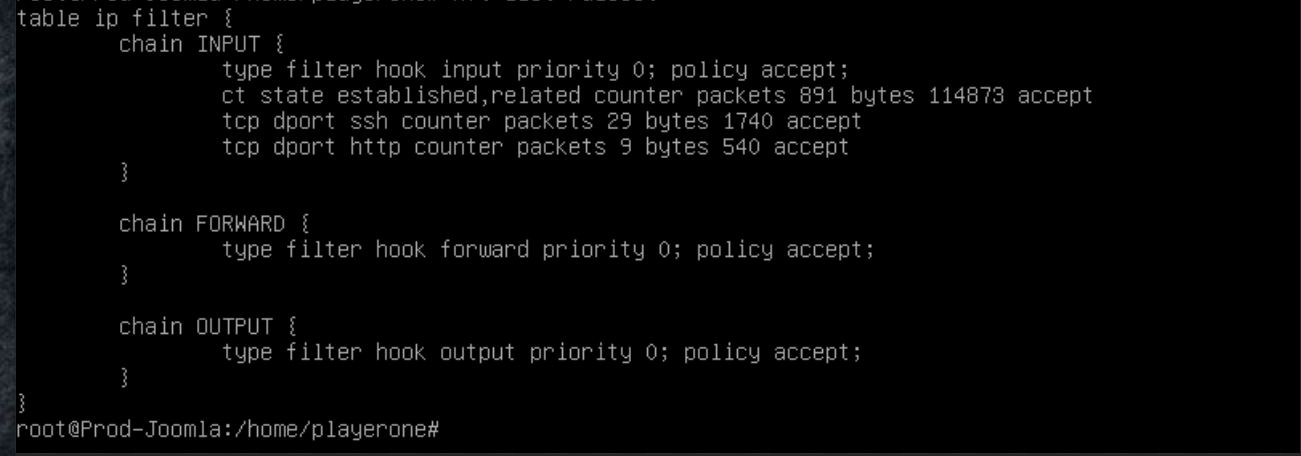 table ip filter {
chain INPUT {
type filter hook input priority 0; policy accept;
ct state established,related counter packets 891 bytes 114873 accept
tcp dport ssh counter packets 29 bytes 1740 accept
tcp dport http counter packets 9 bytes 540 accept
}
chain FORWARD {
type filter hook forward priority 0; policy accept;
}
chain OUTPUT {
type filter hook output priority 0; policy accept;
}
}
root@Prod-Joomla:/home/playerone#